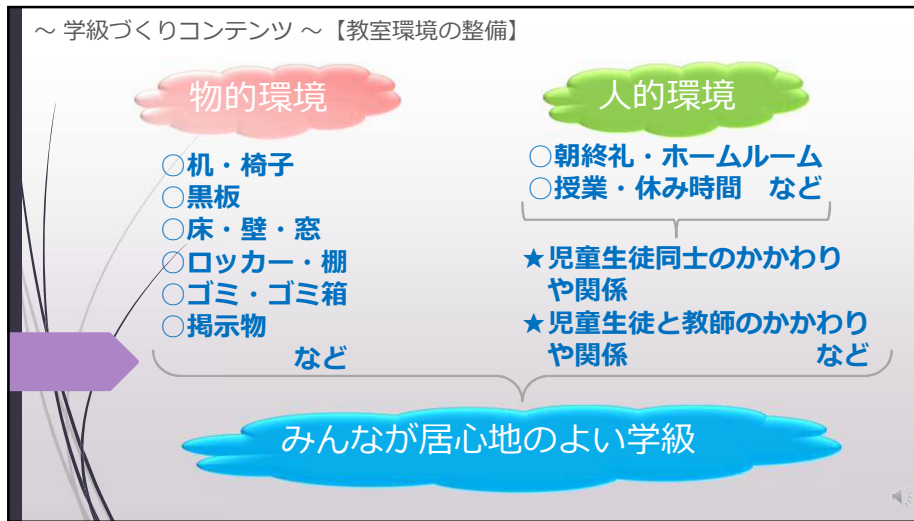 ～ 学級づくりコンテンツ ～【教室環境の整備】
物的環境
○机・椅子
○黒板
○床・壁・窓
○ロッカー・棚
○ゴミ・ゴミ箱
○掲示物
など
人的環境
○朝終礼・ホームルーム
○授業・休み時間　など
★児童生徒同士のかかわり
や関係
★児童生徒と教師のかかわり
や関係　　　　　　など
みんなが居心地のよい学級